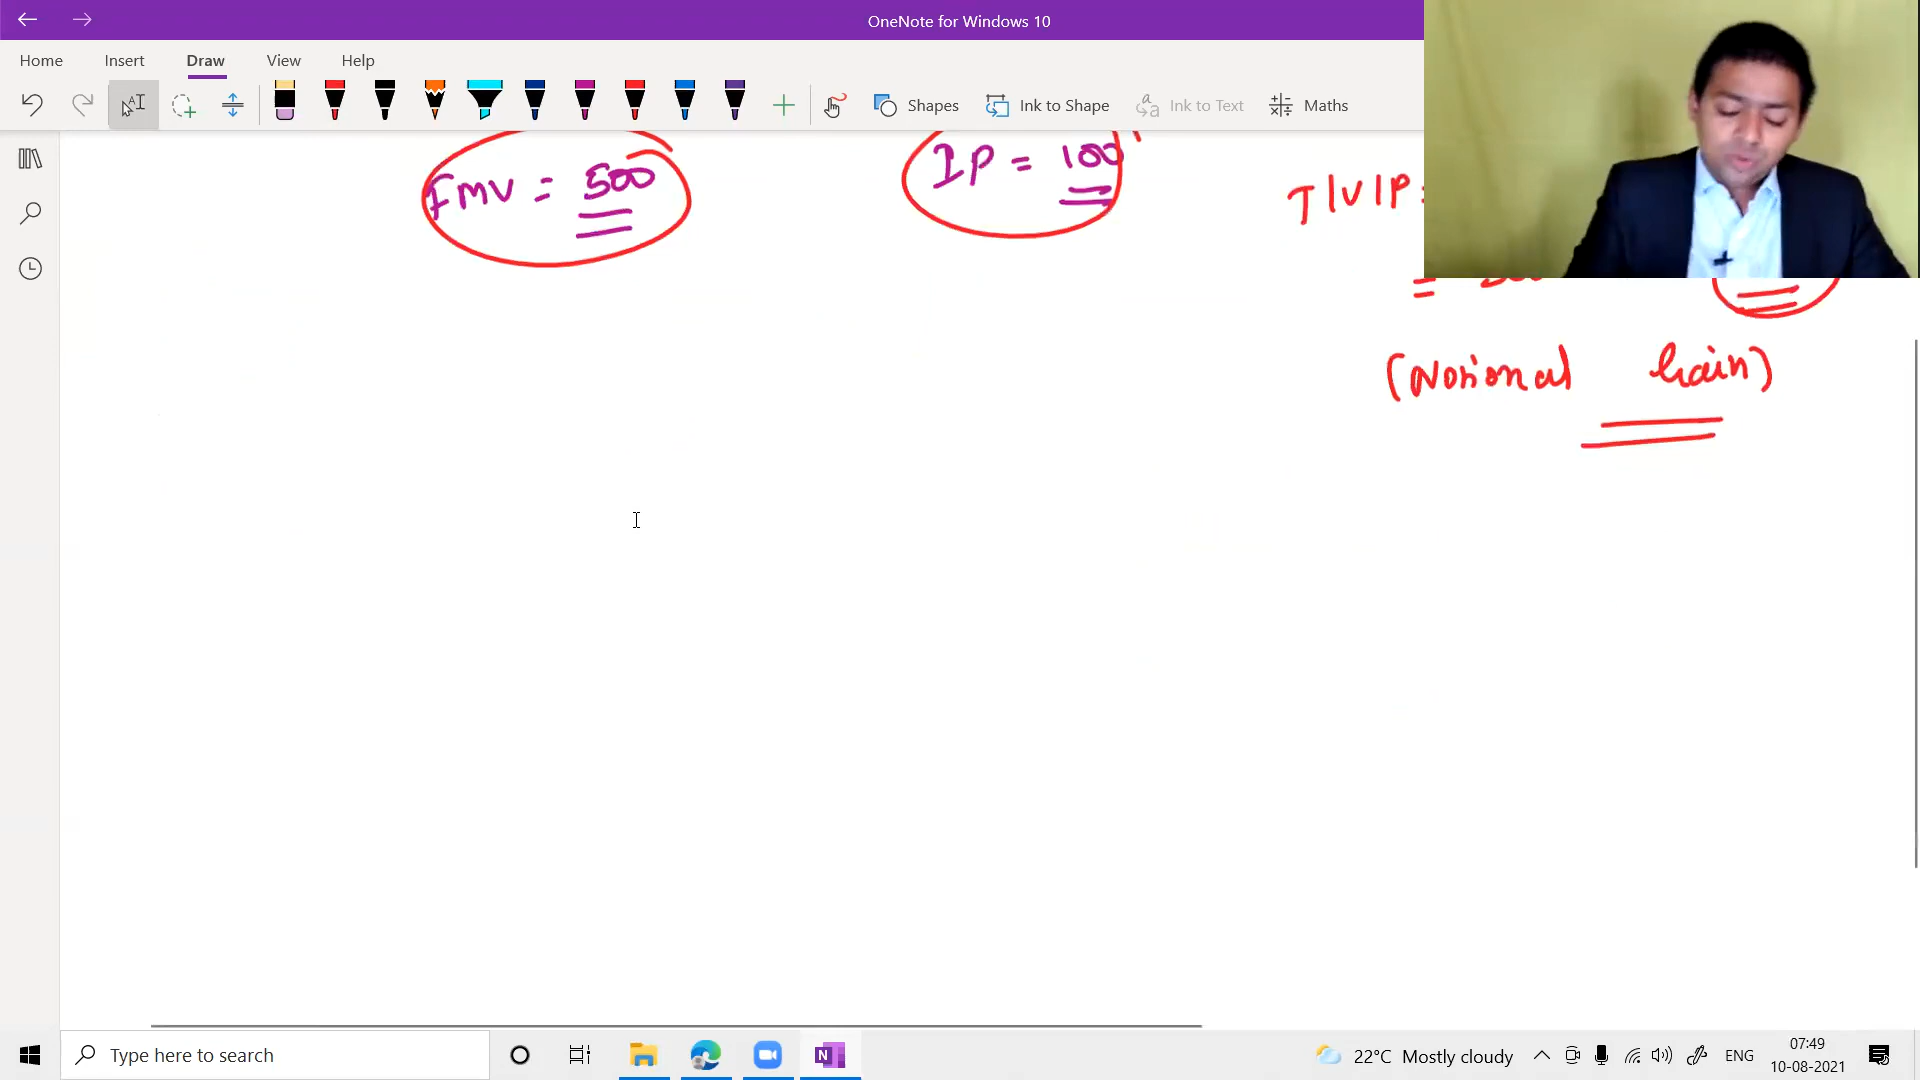 OneNote for Windows 10
Home Insert Draw View Help
Shapes Ink to Shape Ink to Text Maths
FMV = 500
IP = 100
T/V/P =
=
(Notional Gain)
Type here to search
22°C Mostly cloudy
ENG
07:49
10-08-2021